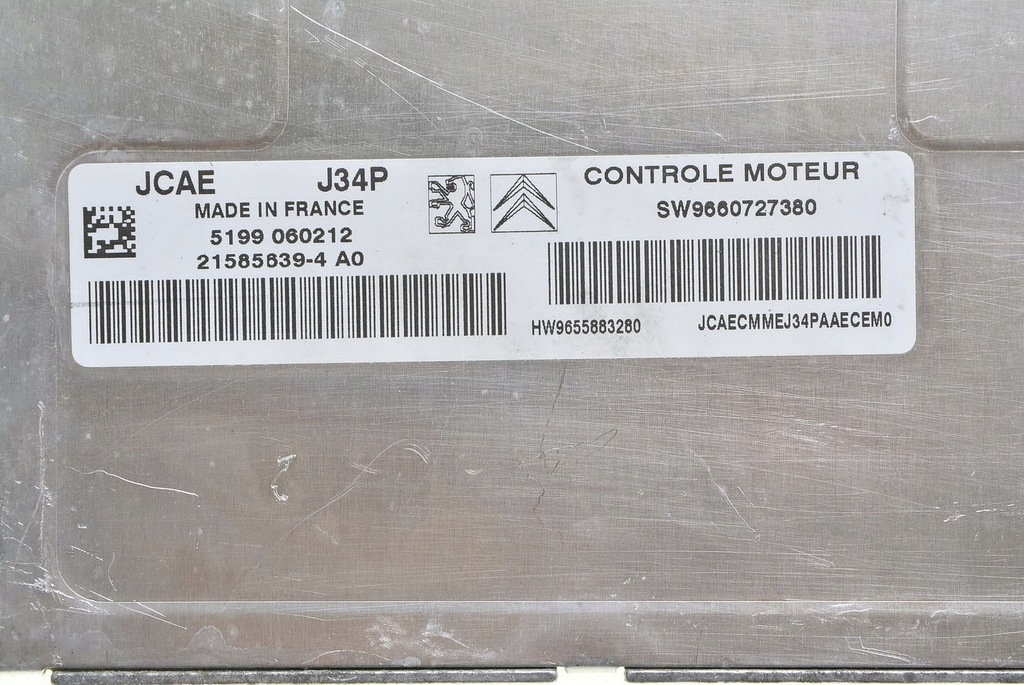 JCAE J34P
MADE IN FRANCE
5199 060212
21585639-4 A0
CONTROLE MOTEUR
SW9660727380
HW9655883280 JCAECMMEJ34PAAECEM0